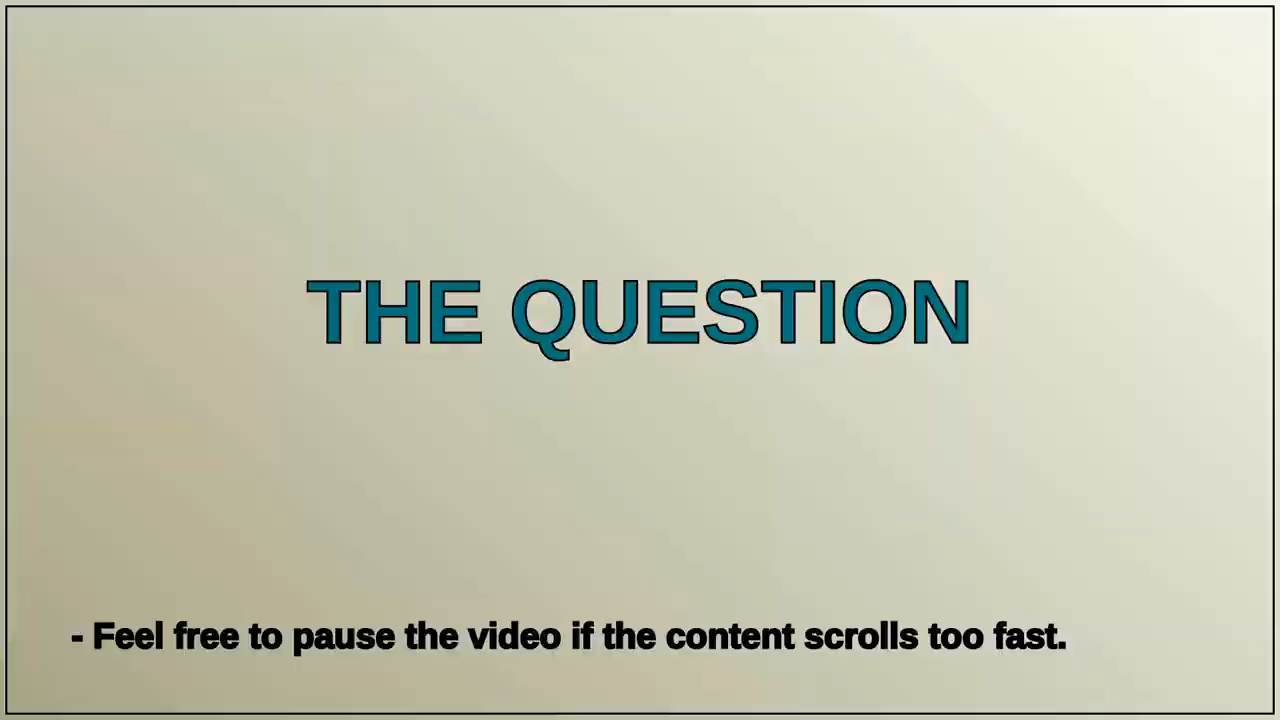 THE QUESTION
- Feel free to pause the video if the content scrolls too fast.